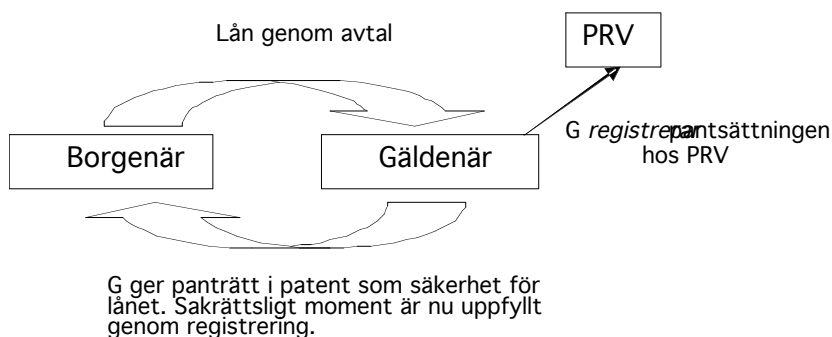 Lån genom avtal
PRV
G registrerar pantsättningen
hos PRV
Borgenär
Gäldenär
G ger panträtt i patent som säkerhet för
lånet. Sakrättsligt moment är nu uppfyllt
genom registrering.